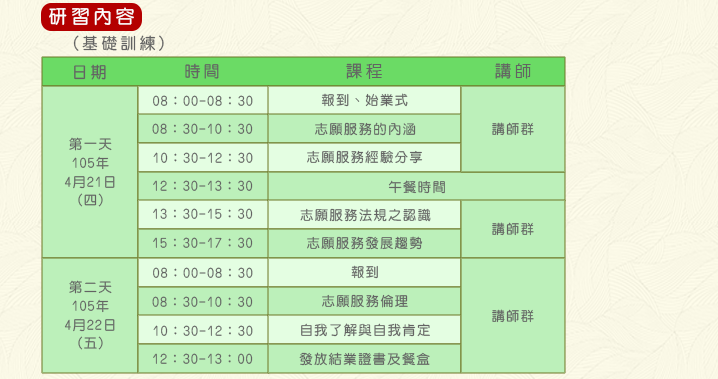 研習內容
（基礎訓練）
日期 時間 課程 講師
第一天
105年
4月21日
（四）
08：00-08：30 報到、始業式
08：30-10：30 志願服務的內涵
10：30-12：30 志願服務經驗分享
講師群
12：30-13：30 午餐時間
13：30-15：30 志願服務法規之認識
15：30-17：30 志願服務發展趨勢
講師群
第二天
105年
4月22日
（五）
08：00-08：30 報到
08：30-10：30 志願服務倫理
10：30-12：30 自我了解與自我肯定
12：30-13：00 發放結業證書及餐盒
講師群